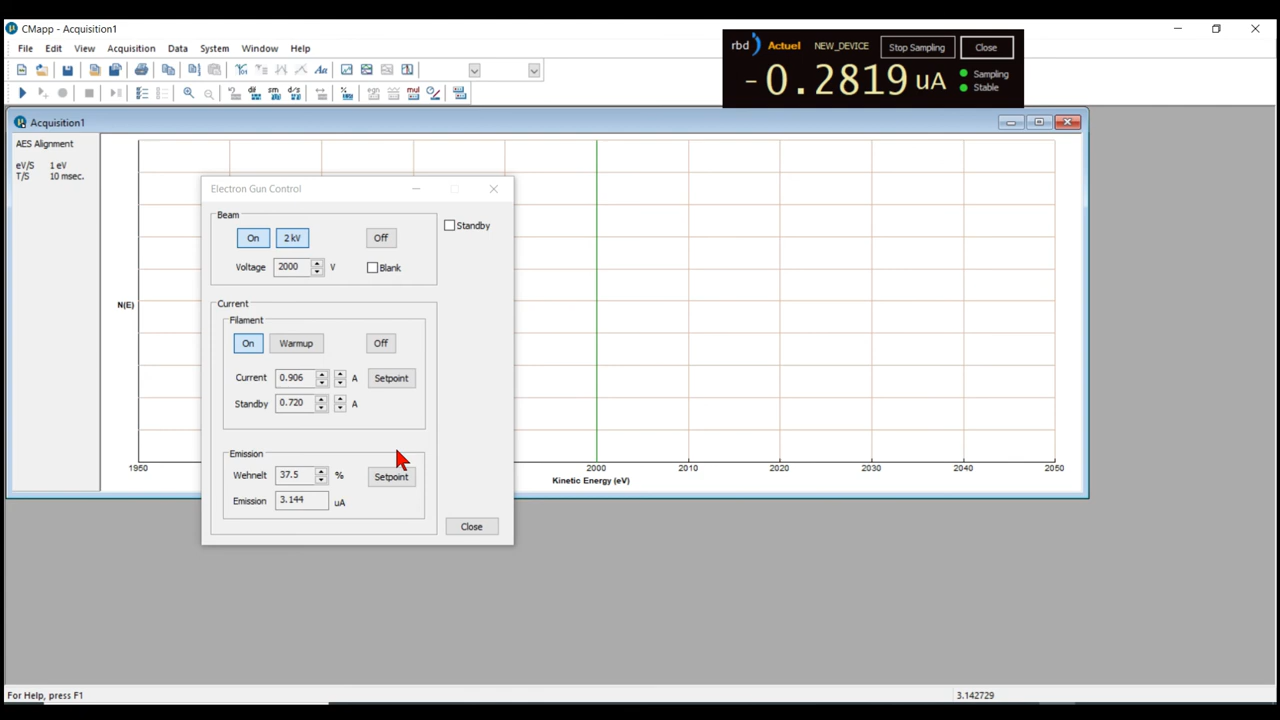 CMapp - Acquisition1
File Edit View Acquisition Data System Window Help
rbd Actuel NEW_DEVICE Stop Sampling Close
-0.2819 uA
Sampling
Stable
Acquisition1
AES Alignment
eV/S 1 eV
T/S 10 msec.
N(E)
Electron Gun Control
Beam
On 2 kV Off
Standby
Voltage 2000 V
Blank
Current
Filament
On Warmup Off
Current 0.906 A Setpoint
Standby 0.720 A
Emission
Wehnelt 37.5 % Setpoint
Emission 3.144 uA
Close
1950 2000 2010 2020 2030 2040 2050
Kinetic Energy (eV)
For Help, press F1
3.142729